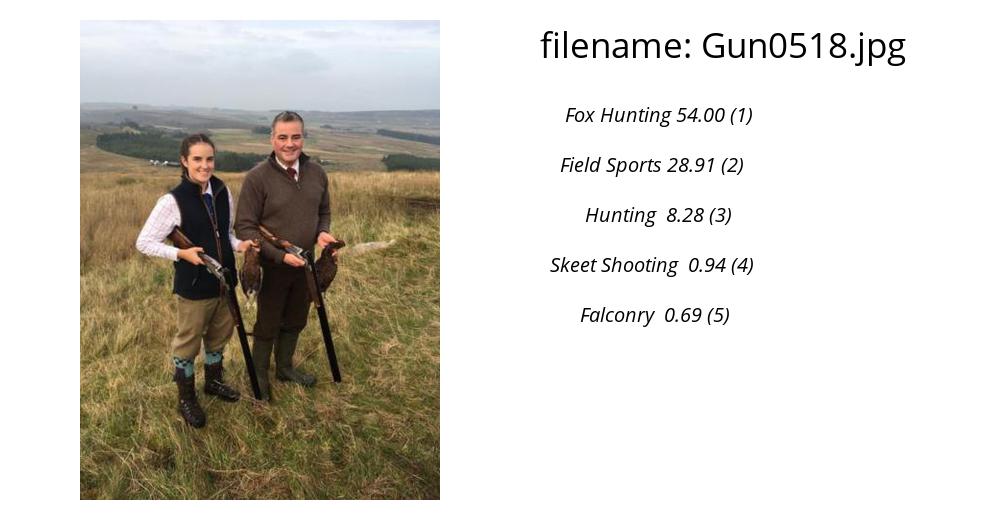 filename: Gun0518.jpg
Fox Hunting 54.00 (1)
Field Sports 28.91 (2)
Hunting 8.28 (3)
Skeet Shooting 0.94 (4)
Falconry 0.69 (5)